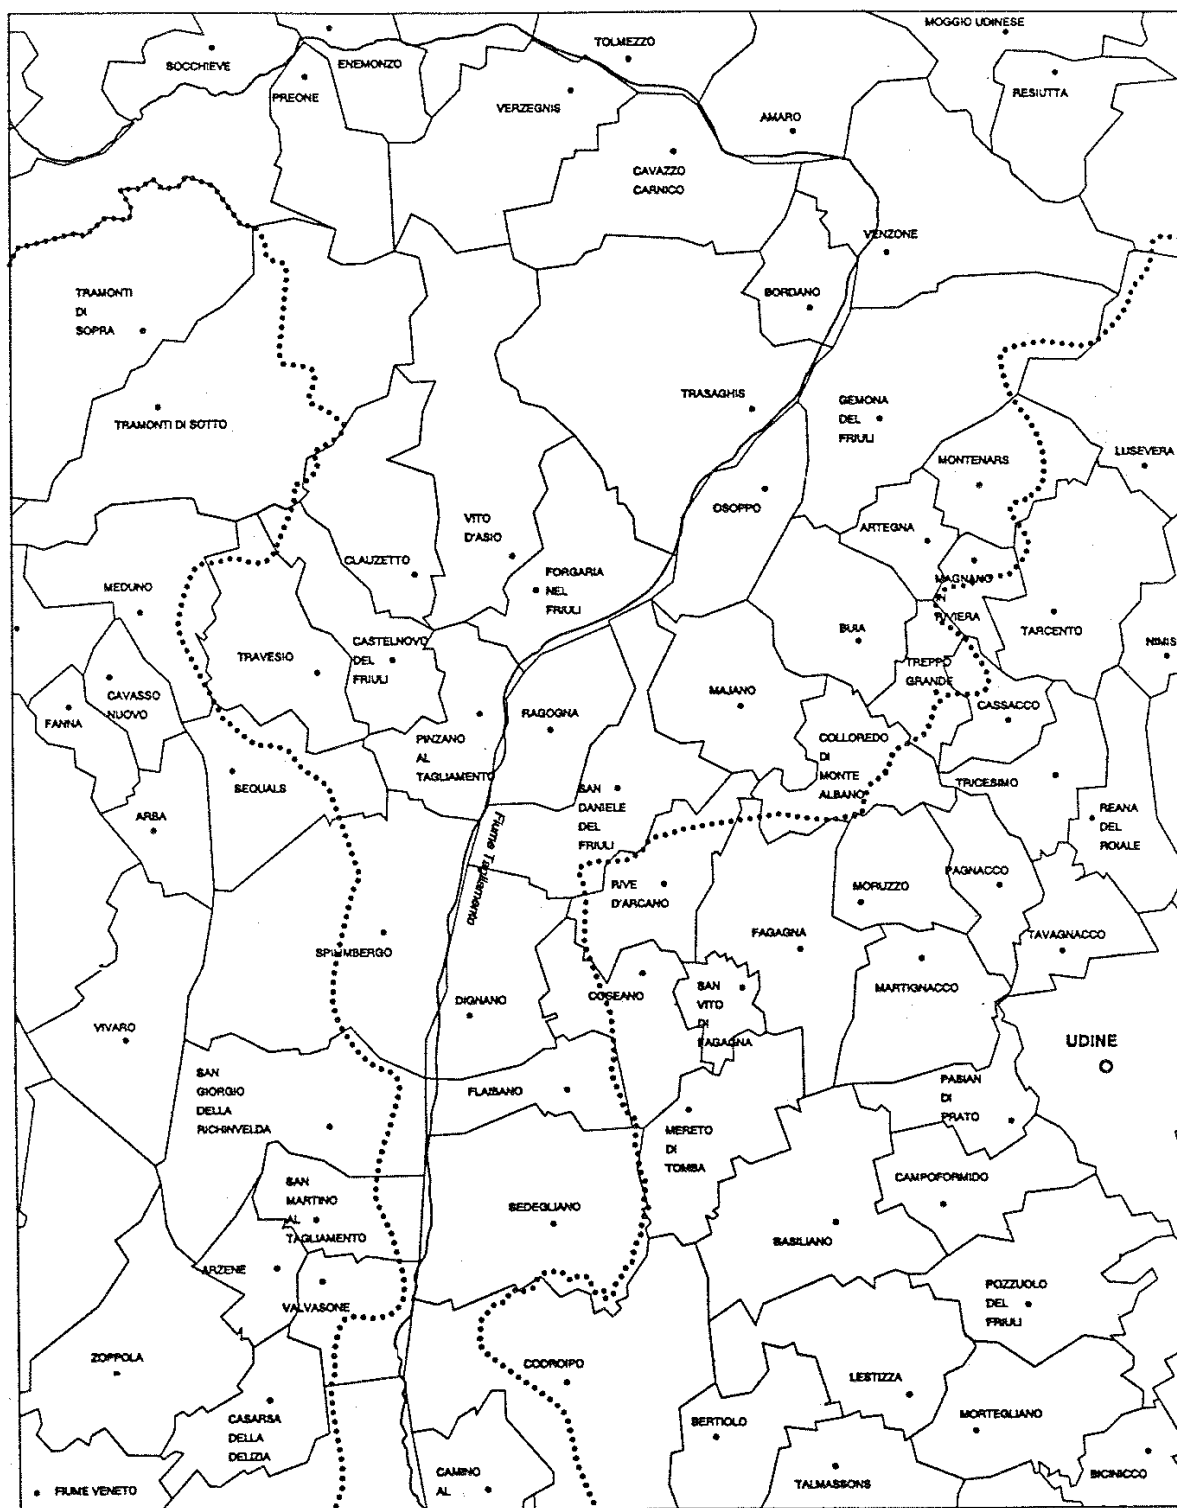 MOGGIO UDINESE
TOLMEZZO
SOCCHIEVE
ENEMONZO
PREONE
VERZEGNIS
RESIUTTA
AMARO
CAVAZZO
CARNICO
VENZONE
TRAMONTI
DI
SOPRA
BORDANO
TRASAGHIS
GEMONA
DEL
FRIULI
TRAMONTI DI SOTTO
MONTENARS
LUSEVERA
OSOPPO
VITO
D'ASIO
ARTEGNA
CLAUZETTO
FORGARIA
NEL
FRIULI
MEDUNO
MAGNANO
IN
RIVIERA
BUIA
TARCENTO
NIMIS
TRAVESIO
CASTELNOVO
DEL
FRIULI
TREPPO
GRANDE
CAVASSO
NUOVO
FANNA
MAJANO
CASSACCO
RAGOGNA
PINZANO
AL
TAGLIAMENTO
COLLOREDO
DI
MONTE
ALBANO
SEQUALS
SAN
DANIELE
DEL
FRIULI
TRICESIMO
ARBA
REANA
DEL
ROIALE
Fiume Tagliamento
RIVE
D'ARCANO
MORUZZO
PAGNACCO
SPILIMBERGO
FAGAGNA
TAVAGNACCO
DIGNANO
COSEANO
SAN
VITO
DI
FAGAGNA
MARTIGNACCO
VIVARO
UDINE
SAN
GIORGIO
DELLA
RICHINVELDA
FLAIBANO
PASIAN
DI
PRATO
MERETO
DI
TOMBA
SAN
MARTINO
AL
TAGLIAMENTO
CAMPOFORMIDO
SEDEGLIANO
BASILIANO
ARZENE
VALVASONE
POZZUOLO
DEL
FRIULI
ZOPPOLA
CODROIPO
LESTIZZA
CASARSA
DELLA
DELIZIA
BERTIOLO
MORTEGLIANO
CAMINO
AL
TALMASSONS
BICINICCO
FIUME VENETO